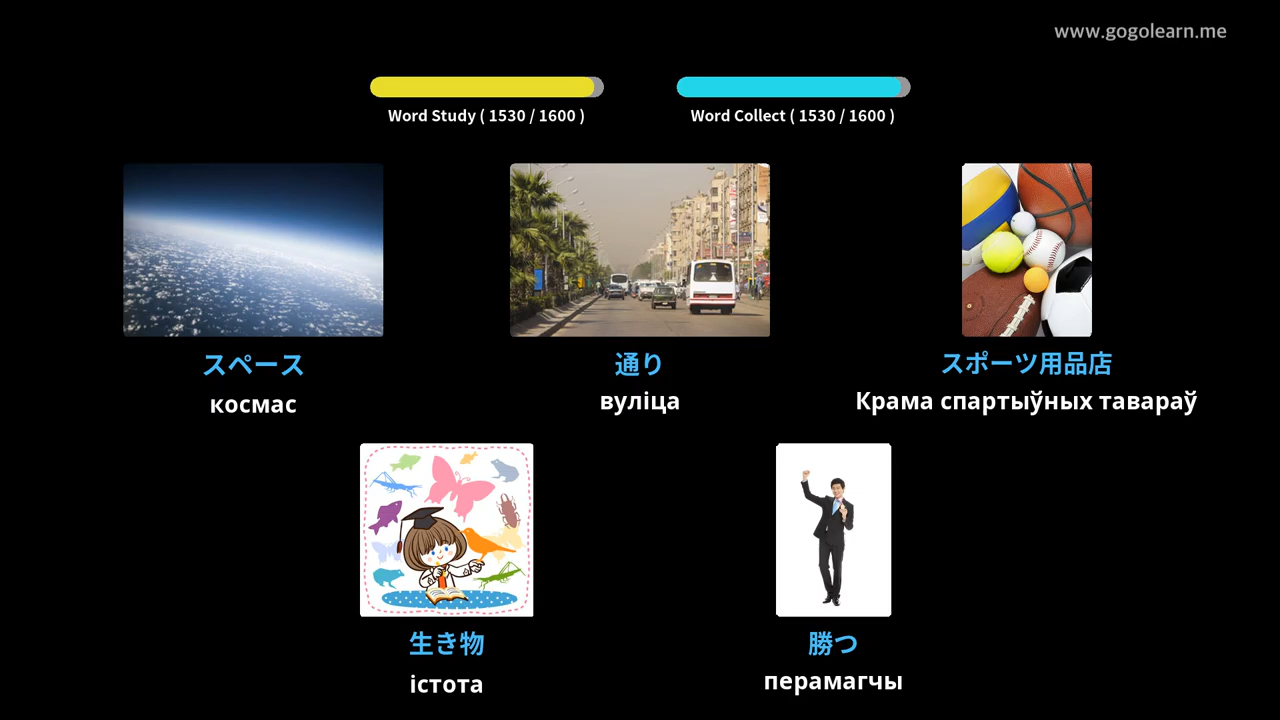 www.gogolearn.me
Word Study ( 1530 / 1600 )
Word Collect ( 1530 / 1600 )
スペース
космас
通り
вуліца
スポーツ用品店
Крама спартыўных тавараў
生き物
істота
勝つ
перамагчы